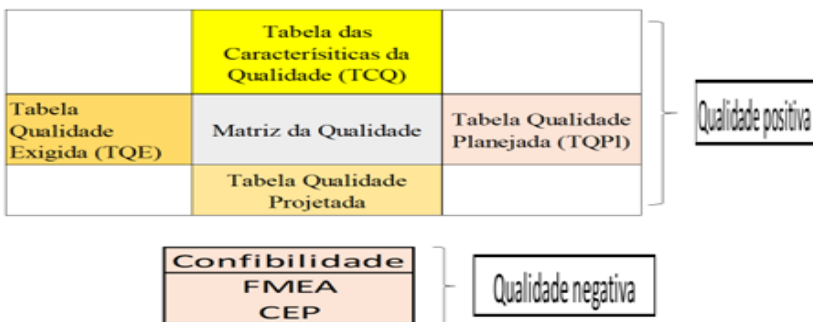 Tabela das
Caracterísiticas da
Qualidade (TCQ)
Tabela
Qualidade
Exigida (TQE)
Matriz da Qualidade
Tabela Qualidade
Planejada (TQPl)
Tabela Qualidade
Projetada
Qualidade positiva
Confibilidade
FMEA
CEP
Qualidade negativa